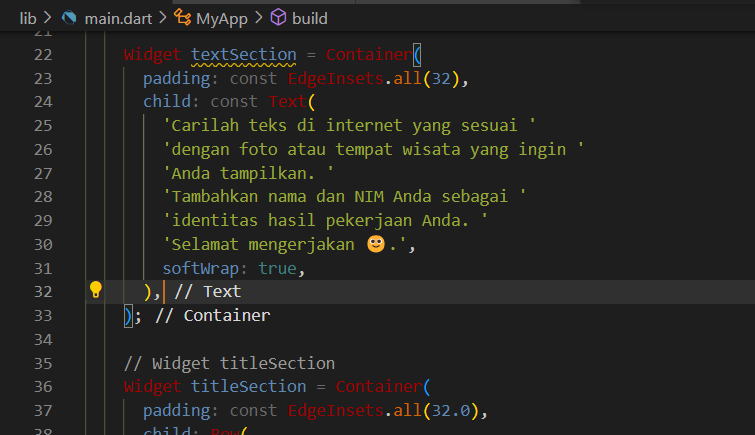 lib > main.dart > MyApp > build
21
22 Widget textSection = Container(
23 padding: const EdgeInsets.all(32),
24 child: const Text(
25 'Carilah teks di internet yang sesuai '
26 'dengan foto atau tempat wisata yang ingin '
27 'Anda tampilkan. '
28 'Tambahkan nama dan NIM Anda sebagai '
29 'identitas hasil pekerjaan Anda. '
30 'Selamat mengerjakan 🙂.',
31 softWrap: true,
32 ), // Text
33 ); // Container
34
35 // Widget titleSection
36 Widget titleSection = Container(
37 padding: const EdgeInsets.all(32.0),
38 child: Row(